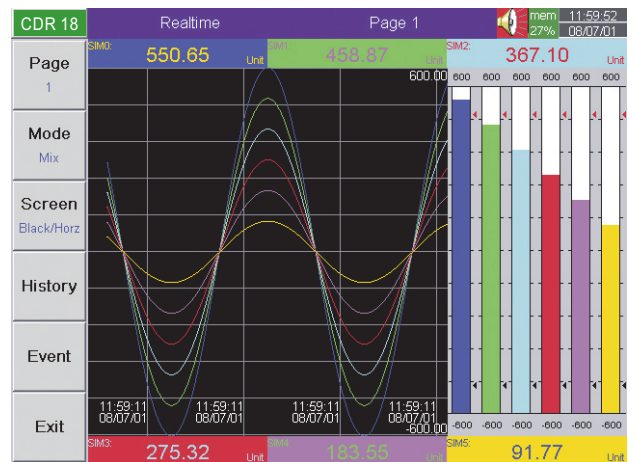 CDR 18
Realtime
Page 1
mem 27%
11:59:52
08/07/01
Page
1
Mode
Mix
Screen
Black/Horz
History
Event
Exit
SIM0: 550.65 Unit
SIM1 458.87 Unit
SIM2: 367.10 Unit
600.00
600 600 600 600 600 600
11:59:11 11:59:11 11:59:11 11:59:11
08/07/01 08/07/01 08/07/01 08/07/01
-600.00
-600 -600 -600 -600 -600 -600
SIM3: 275.32 Unit
SIM4 183.55 Unit
SIM5: 91.77 Unit